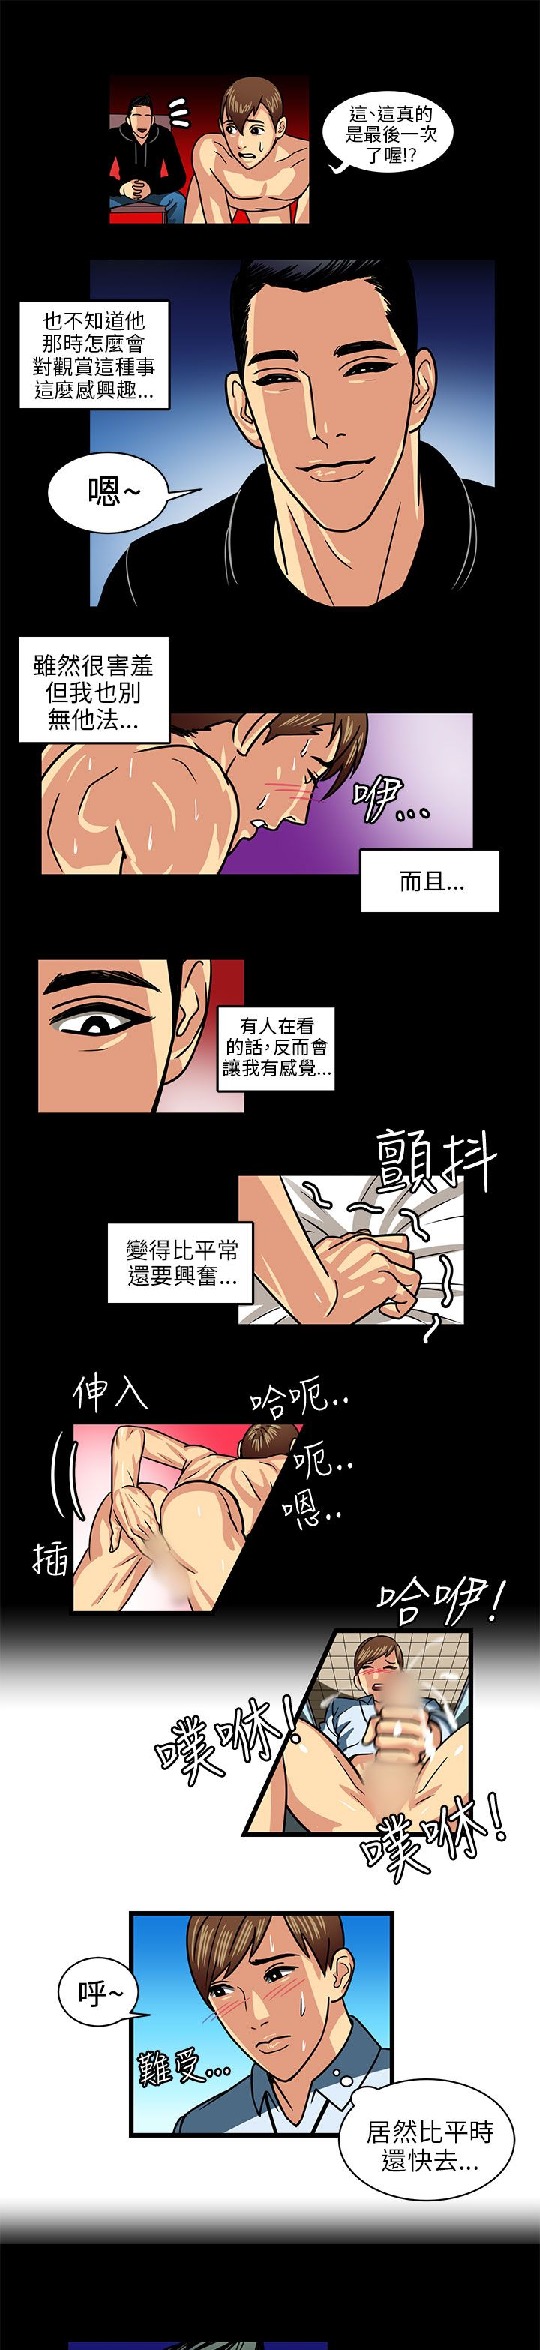 這、這真的
是最後一次
了喔!?
也不知道他
那時怎麼會
對觀賞這種事
這麼感興趣...
嗯~
雖然很害羞
但我也別
無他法...
咿...
而且...
有人在看
的話,反而會
讓我有感覺...
顫抖
變得比平常
還要興奮...
伸入
哈呃..
呃..
嗯..
插
哈咿!
噗咻!
噗咻!
呼~
難受...
居然比平時
還快去...